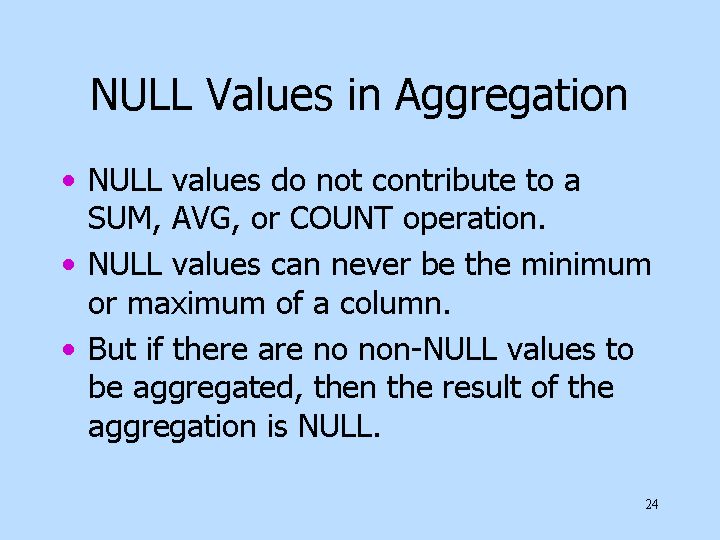 NULL Values in Aggregation
• NULL values do not contribute to a
SUM, AVG, or COUNT operation.
• NULL values can never be the minimum
or maximum of a column.
• But if there are no non-NULL values to
be aggregated, then the result of the
aggregation is NULL.
24